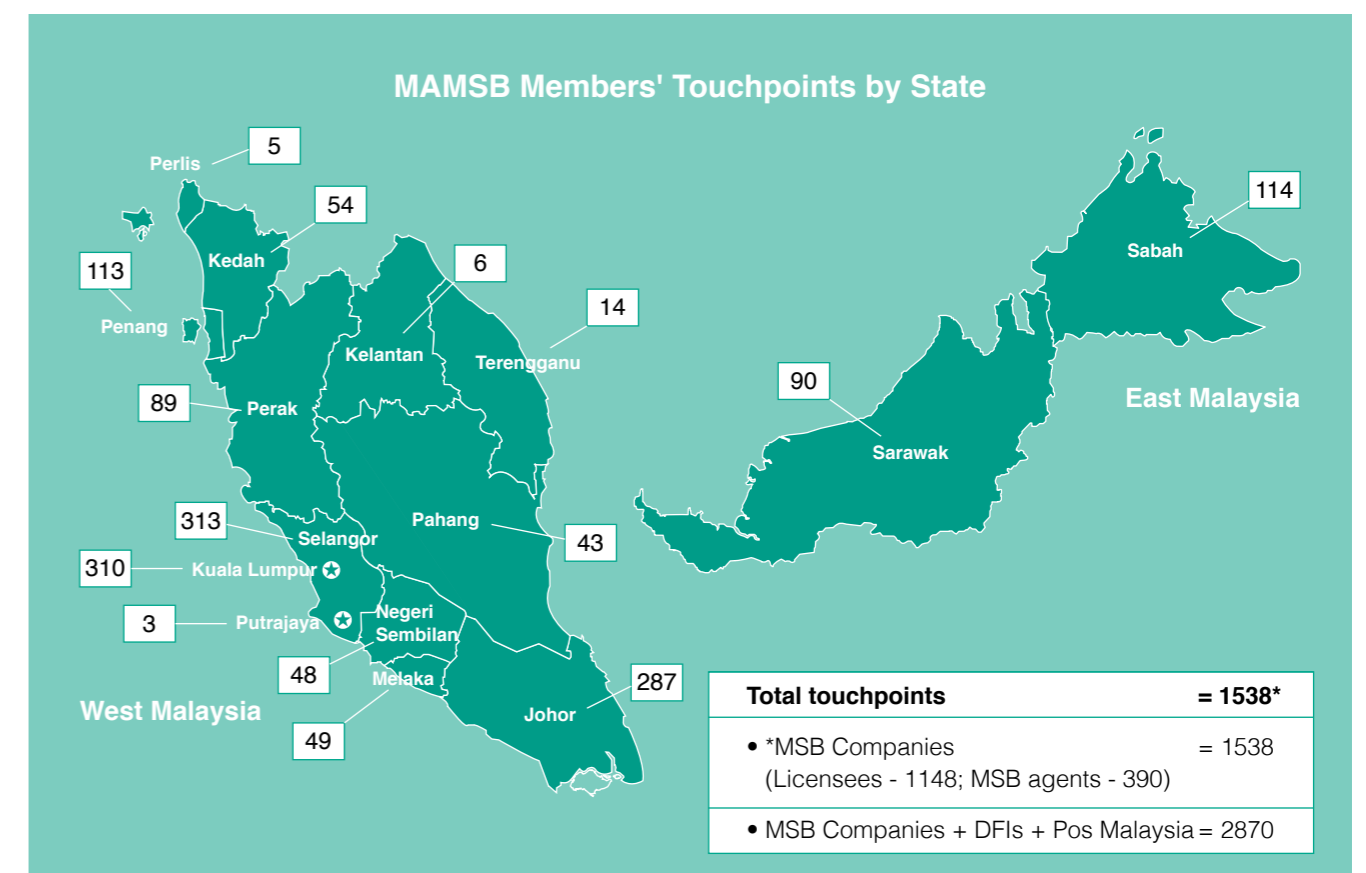 MAMSB Members' Touchpoints by State
Perlis
5
54
Kedah
113
Penang
6
Kelantan
14
Terengganu
89
Perak
313
Selangor
310
Kuala Lumpur
3
Putrajaya
Pahang
43
Negeri
Sembilan
48
Melaka
49
Johor
287
West Malaysia
114
Sabah
90
Sarawak
East Malaysia
Total touchpoints = 1538*
• *MSB Companies = 1538
(Licensees - 1148; MSB agents - 390)
• MSB Companies + DFIs + Pos Malaysia = 2870